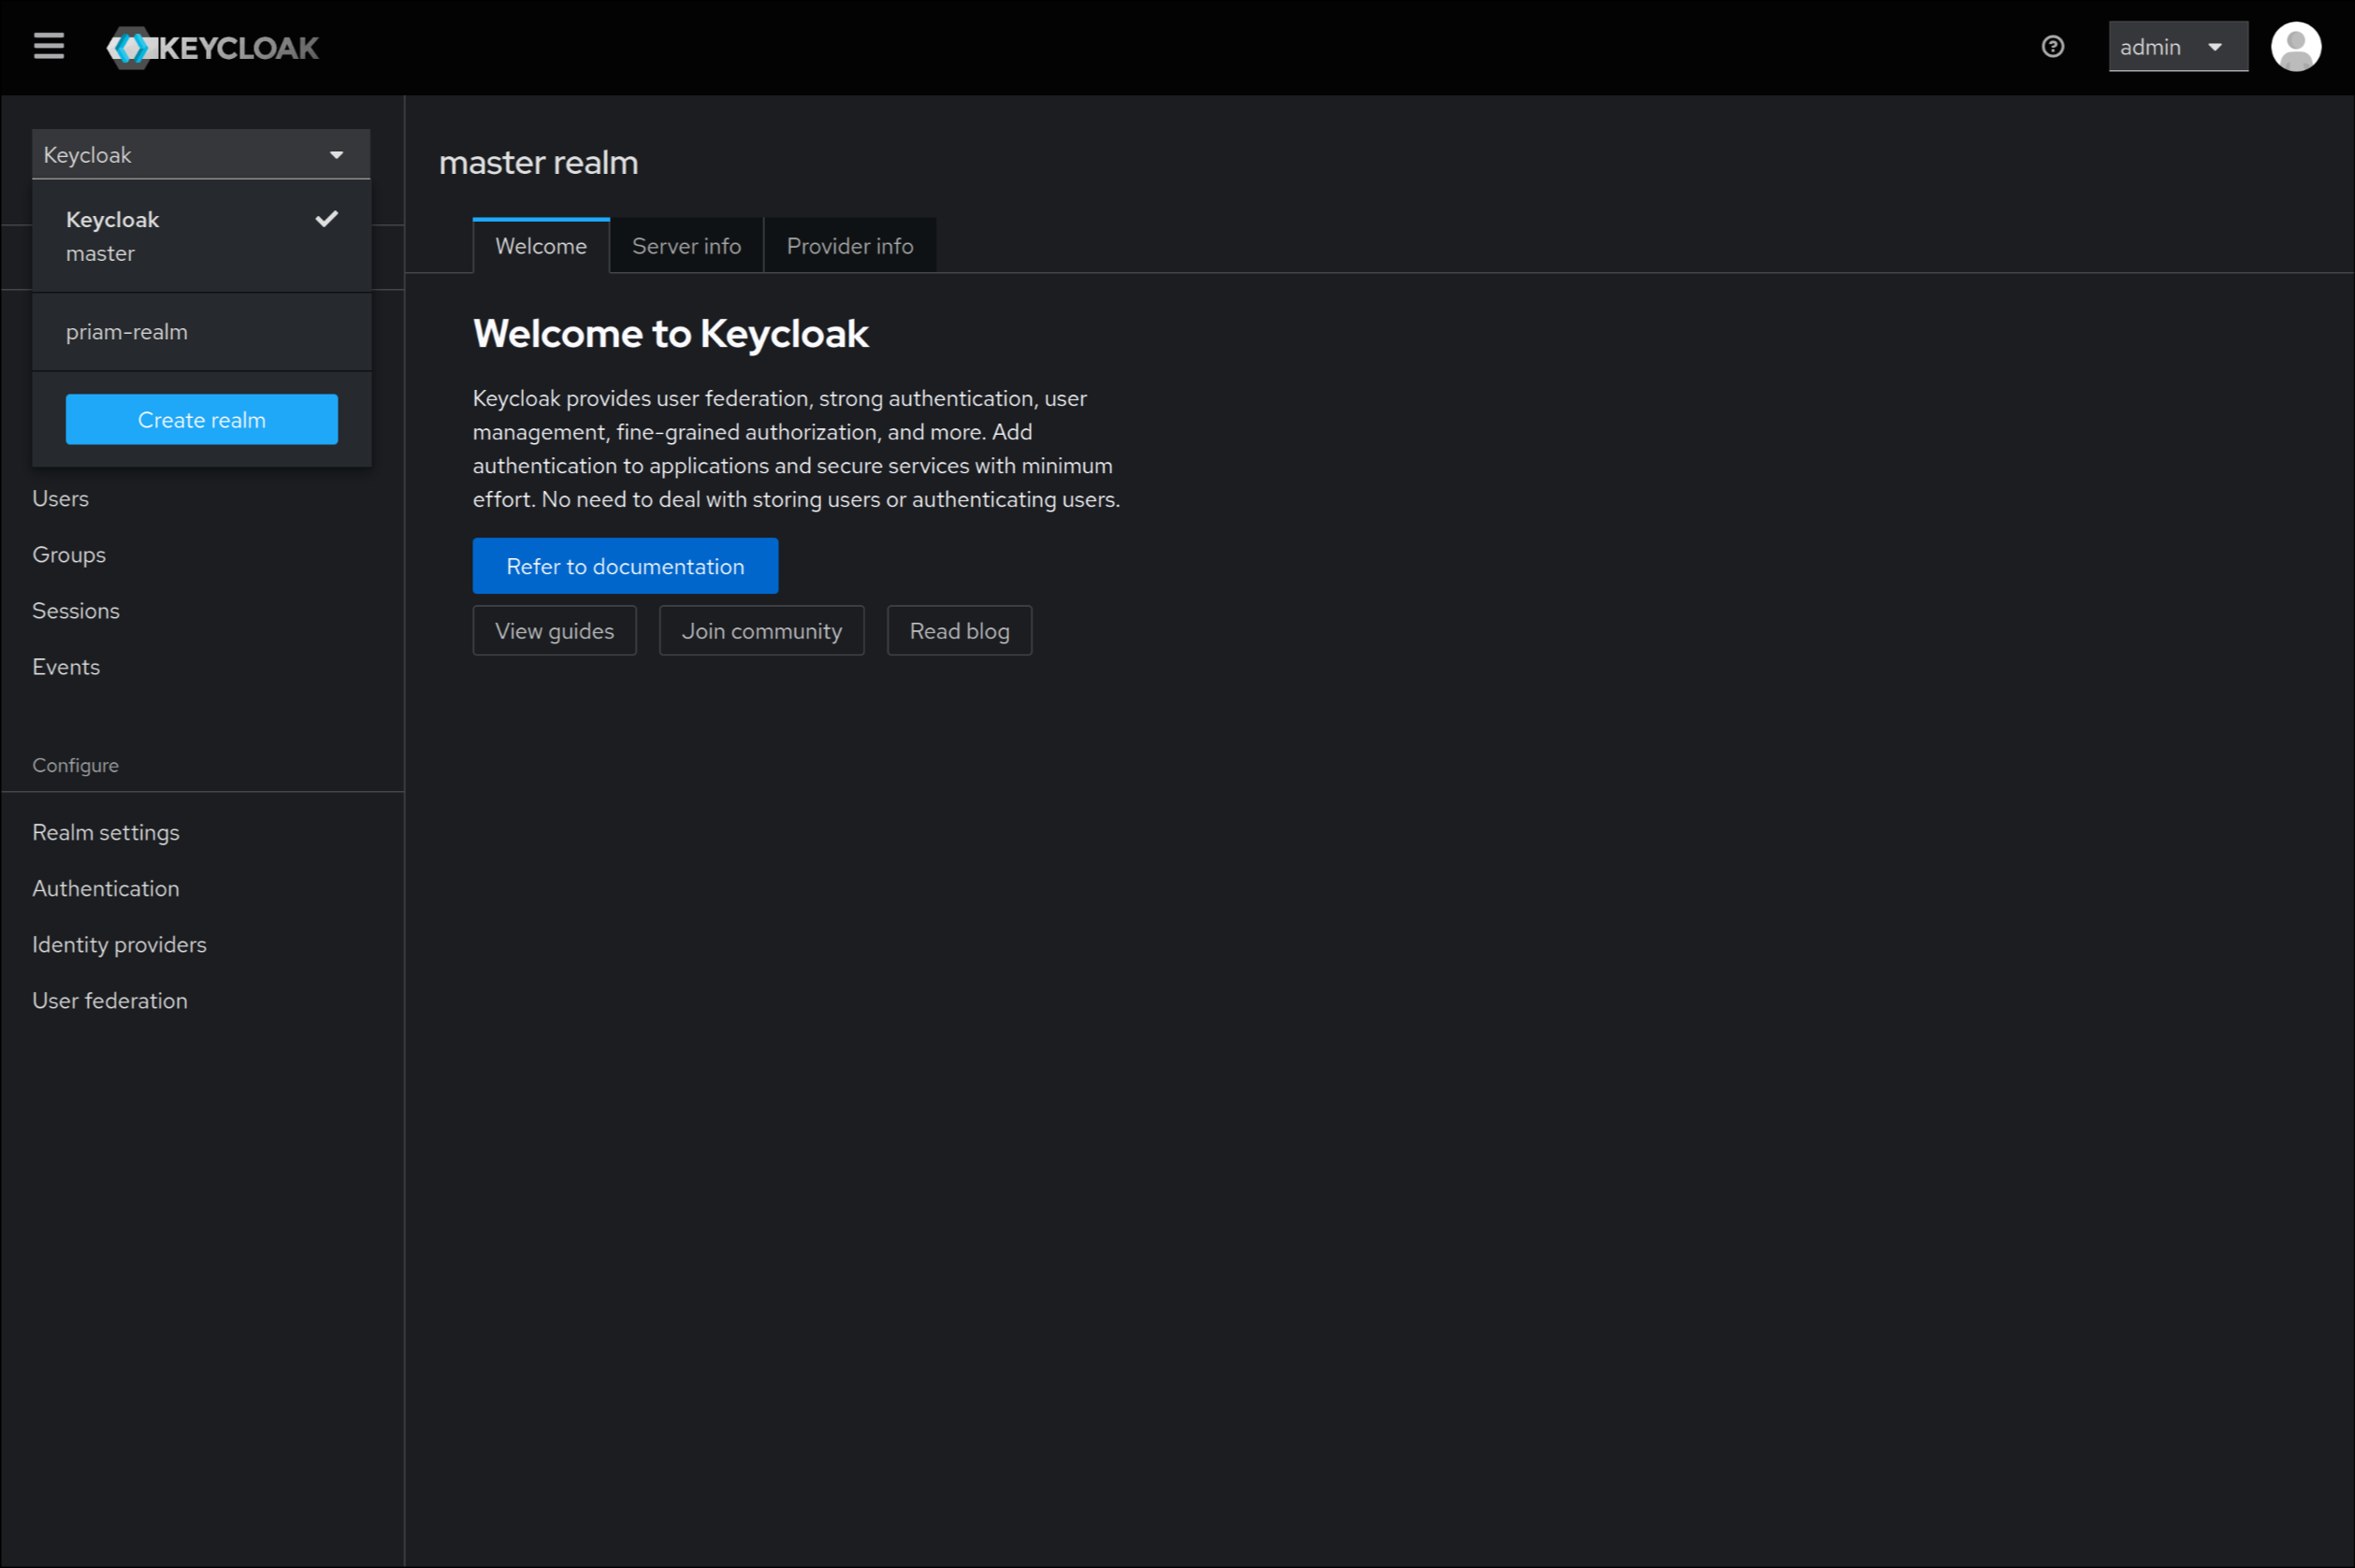 KEYCLOAK
admin
Keycloak
Keycloak
master
priam-realm
Create realm
Users
Groups
Sessions
Events
Configure
Realm settings
Authentication
Identity providers
User federation
master realm
Welcome
Server info
Provider info
Welcome to Keycloak
Keycloak provides user federation, strong authentication, user
management, fine-grained authorization, and more. Add
authentication to applications and secure services with minimum
effort. No need to deal with storing users or authenticating users.
Refer to documentation
View guides
Join community
Read blog